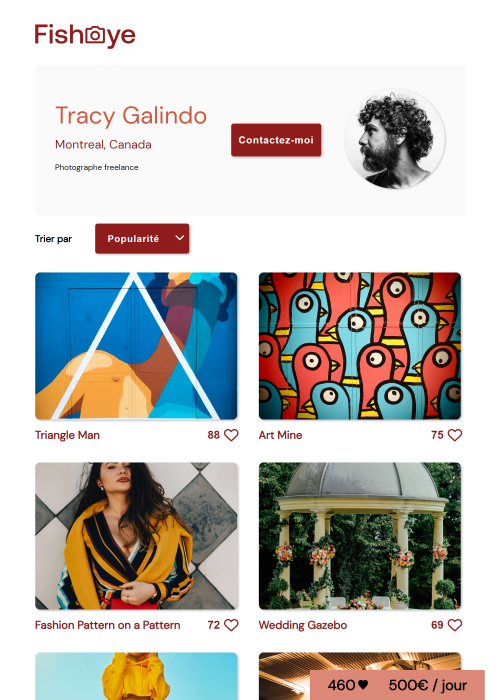 Fisheye
Tracy Galindo
Montreal, Canada
Photographe freelance
Contactez-moi
Trier par
Popularité
Triangle Man 88
Art Mine 75
Fashion Pattern on a Pattern 72
Wedding Gazebo 69
460 500€ / jour